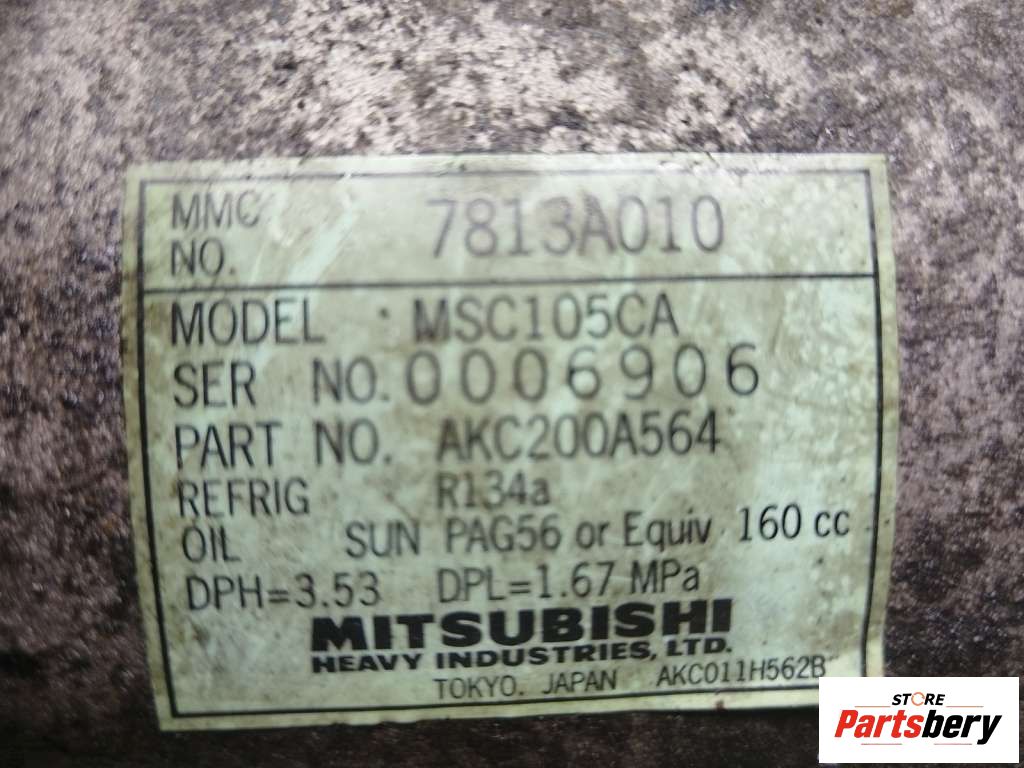 MMC NO. 7813A010
MODEL MSC105CA
SER NO. 0006906
PART NO. AKC200A564
REFRIG R134a
OIL SUN PAG56 or Equiv 160 cc
DPH=3.53 DPL=1.67 MPa
MITSUBISHI
HEAVY INDUSTRIES, LTD.
TOKYO. JAPAN AKC011H562B
STORE
Partsbery